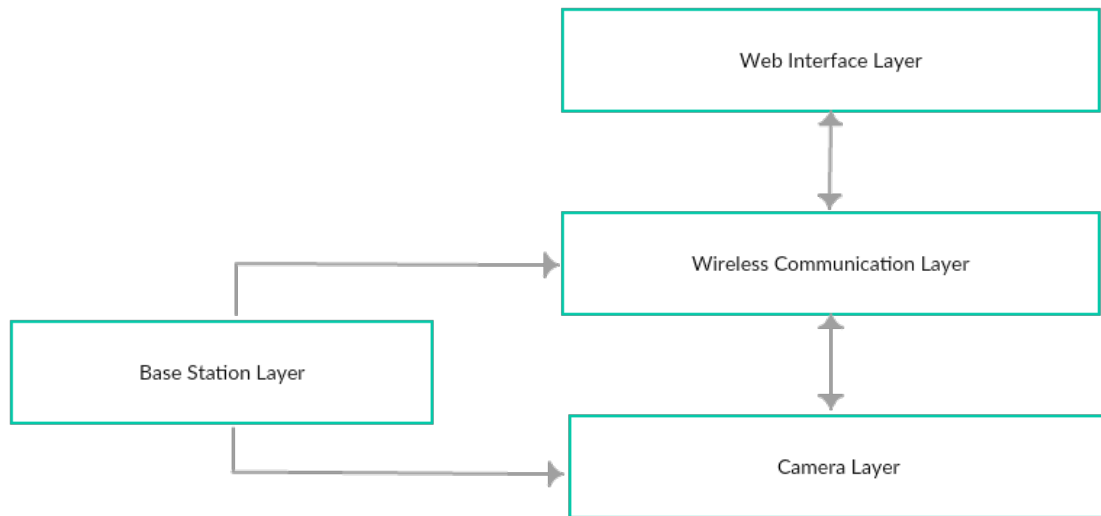 Web Interface Layer
Wireless Communication Layer
Base Station Layer
Camera Layer